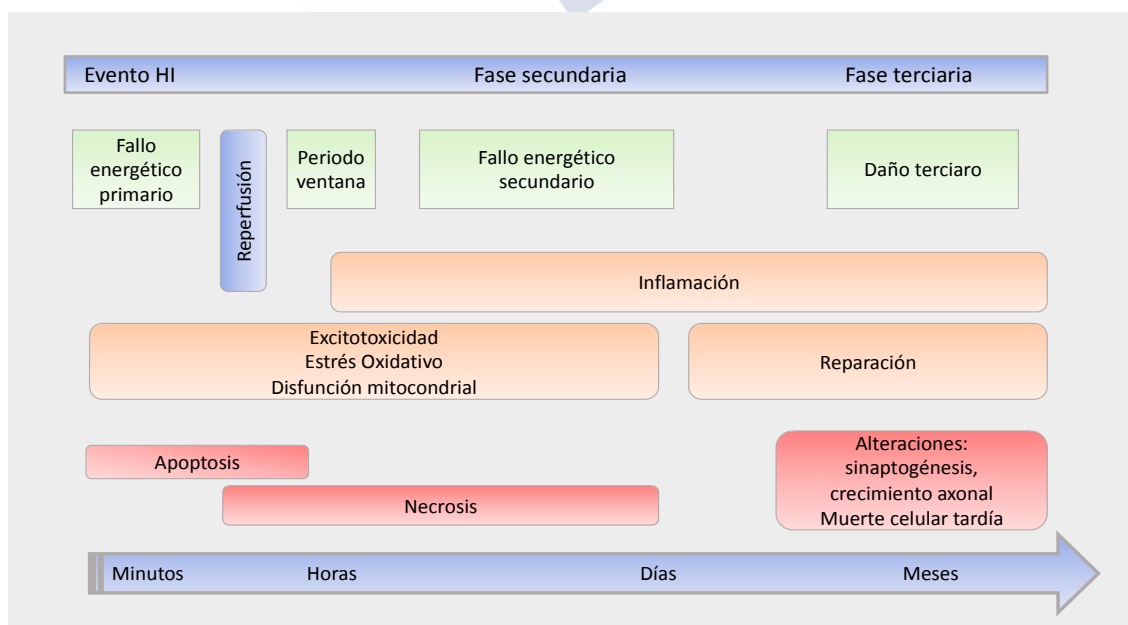 Evento HI
Fase secundaria
Fase terciaria
Fallo
energético
primario
Reperfusión
Periodo
ventana
Fallo energético
secundario
Daño terciaro
Inflamación
Excitotoxicidad
Estrés Oxidativo
Disfunción mitocondrial
Reparación
Apoptosis
Necrosis
Alteraciones:
sinaptogénesis,
crecimiento axonal
Muerte celular tardía
Minutos
Horas
Días
Meses